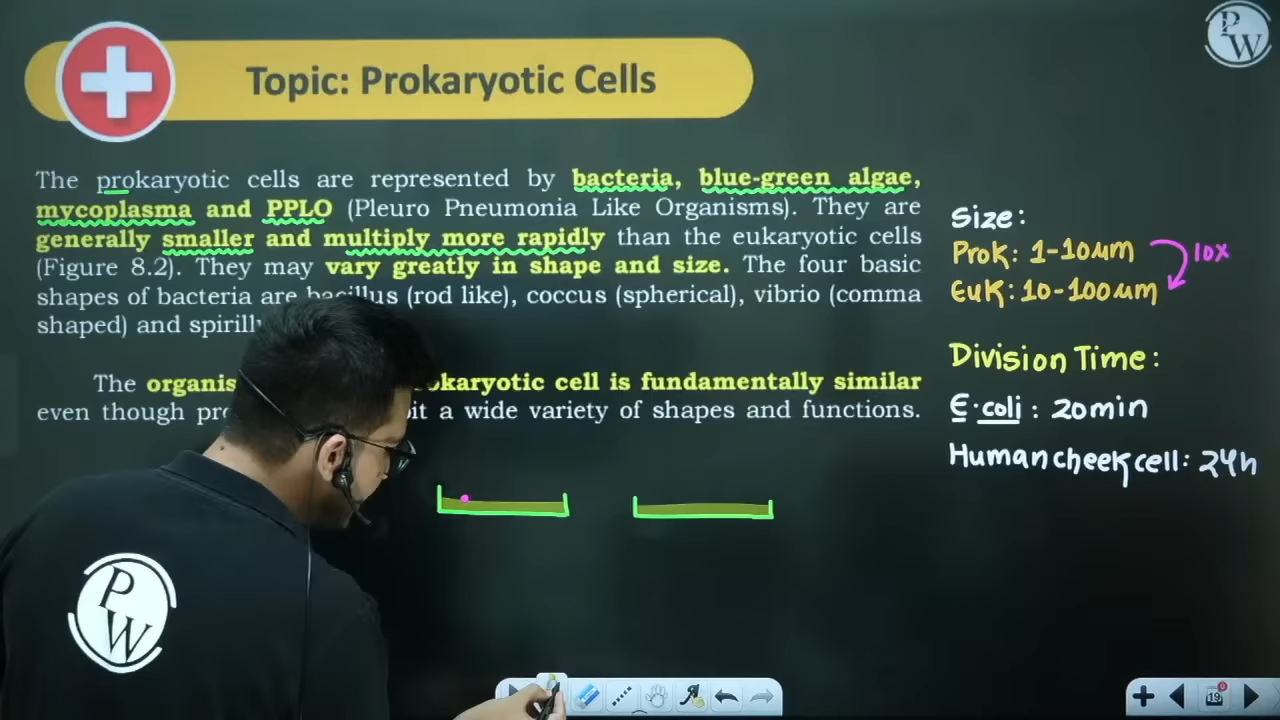 PW
Topic: Prokaryotic Cells
The prokaryotic cells are represented by bacteria, blue-green algae,
mycoplasma and PPLO (Pleuro Pneumonia Like Organisms). They are
generally smaller and multiply more rapidly than the eukaryotic cells
(Figure 8.2). They may vary greatly in shape and size. The four basic
shapes of bacteria are bacillus (rod like), coccus (spherical), vibrio (comma
shaped) and spirill
The organis okaryotic cell is fundamentally similar
even though pr it a wide variety of shapes and functions.
Size:
Prok: 1-10µm
10x
Euk: 10-100µm
Division Time:
E.coli: 20min
Human cheek cell: 24h
PW
19